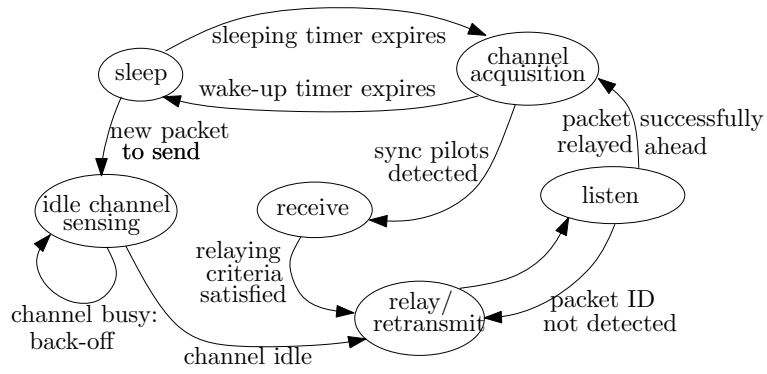 sleeping timer expires
sleep
channel
acquisition
wake-up timer expires
new packet
to send
packet successfully
relayed ahead
sync pilots
detected
idle channel
sensing
receive
listen
relaying
criteria
satisfied
relay/
retransmit
packet ID
not detected
channel busy:
back-off
channel idle